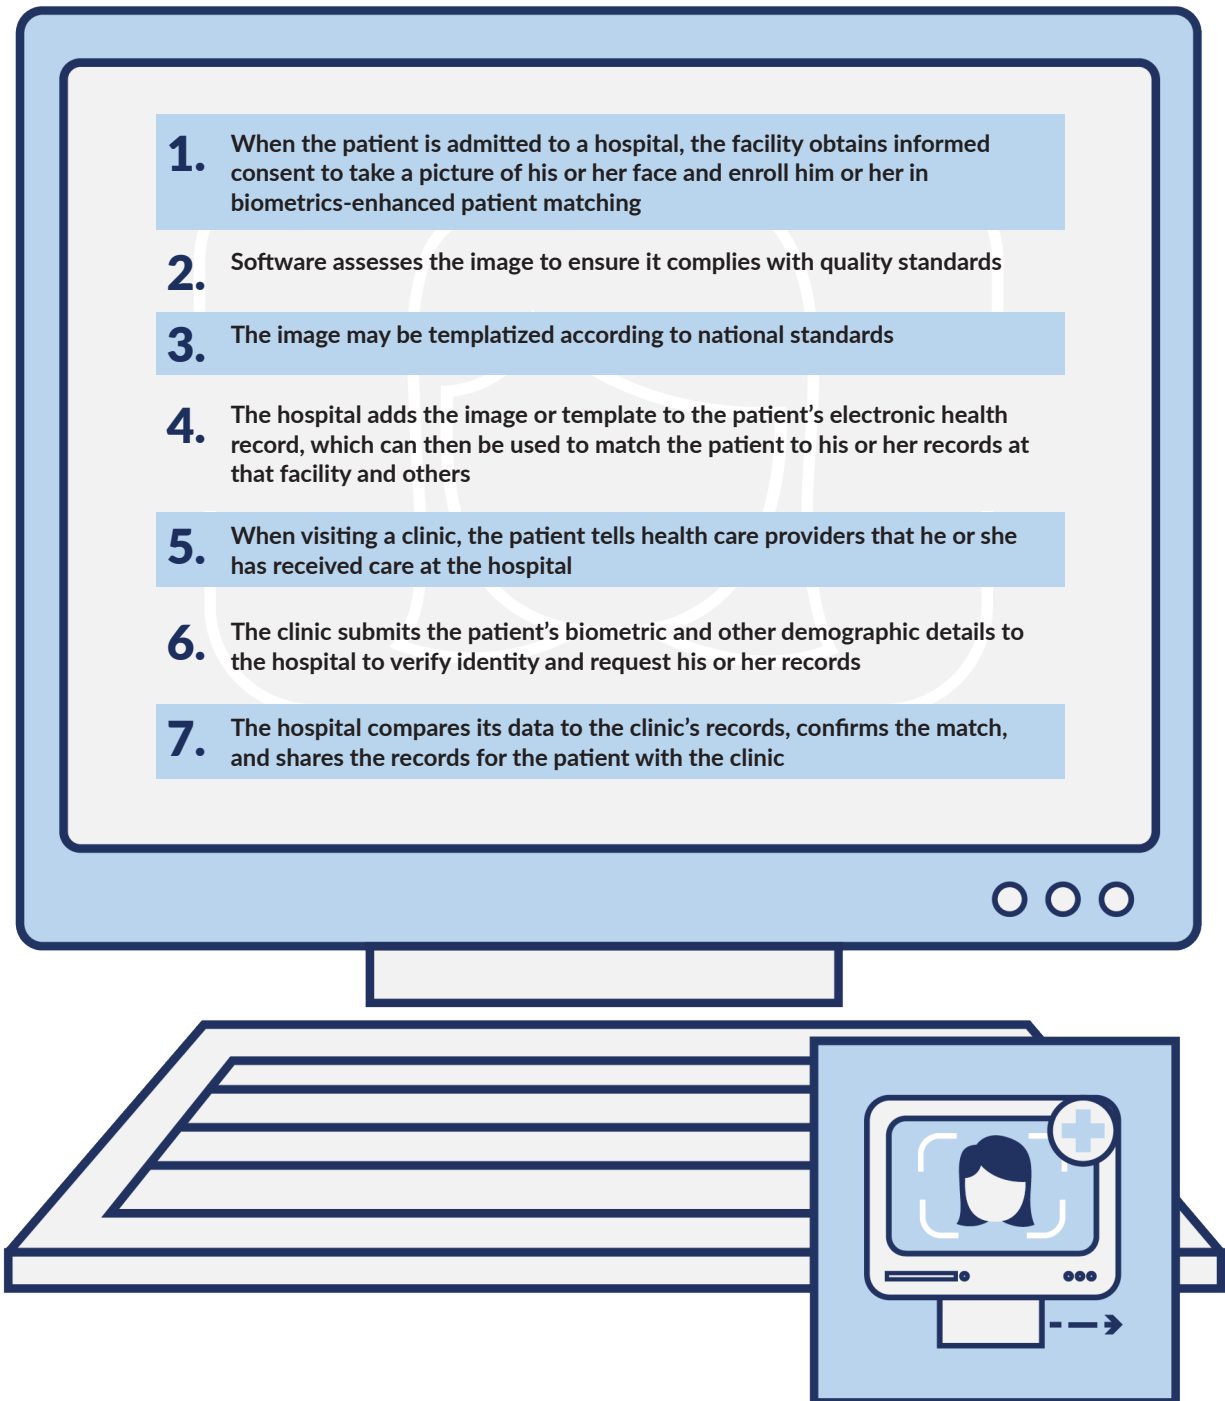 1. When the patient is admitted to a hospital, the facility obtains informed
consent to take a picture of his or her face and enroll him or her in
biometrics-enhanced patient matching
2. Software assesses the image to ensure it complies with quality standards
3. The image may be templatized according to national standards
4. The hospital adds the image or template to the patient’s electronic health
record, which can then be used to match the patient to his or her records at
that facility and others
5. When visiting a clinic, the patient tells health care providers that he or she
has received care at the hospital
6. The clinic submits the patient’s biometric and other demographic details to
the hospital to verify identity and request his or her records
7. The hospital compares its data to the clinic’s records, confirms the match,
and shares the records for the patient with the clinic